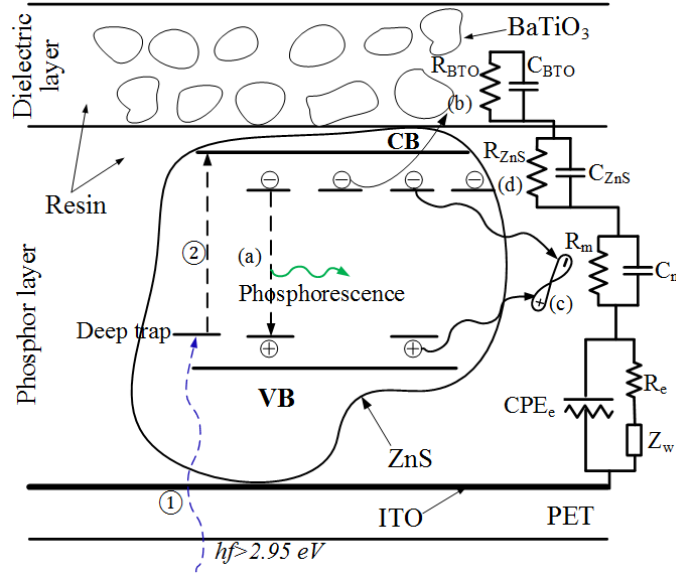 BaTiO3
Dielectric
layer
RBTO
CBTO
(b)
CB
RZnS
CZnS
(d)
Resin
②
(a)
Phosphorescence
Rm
(c)
Phosphor layer
Deep trap
VB
CPEe
Re
Zw
ZnS
①
ITO
PET
hf>2.95 eV